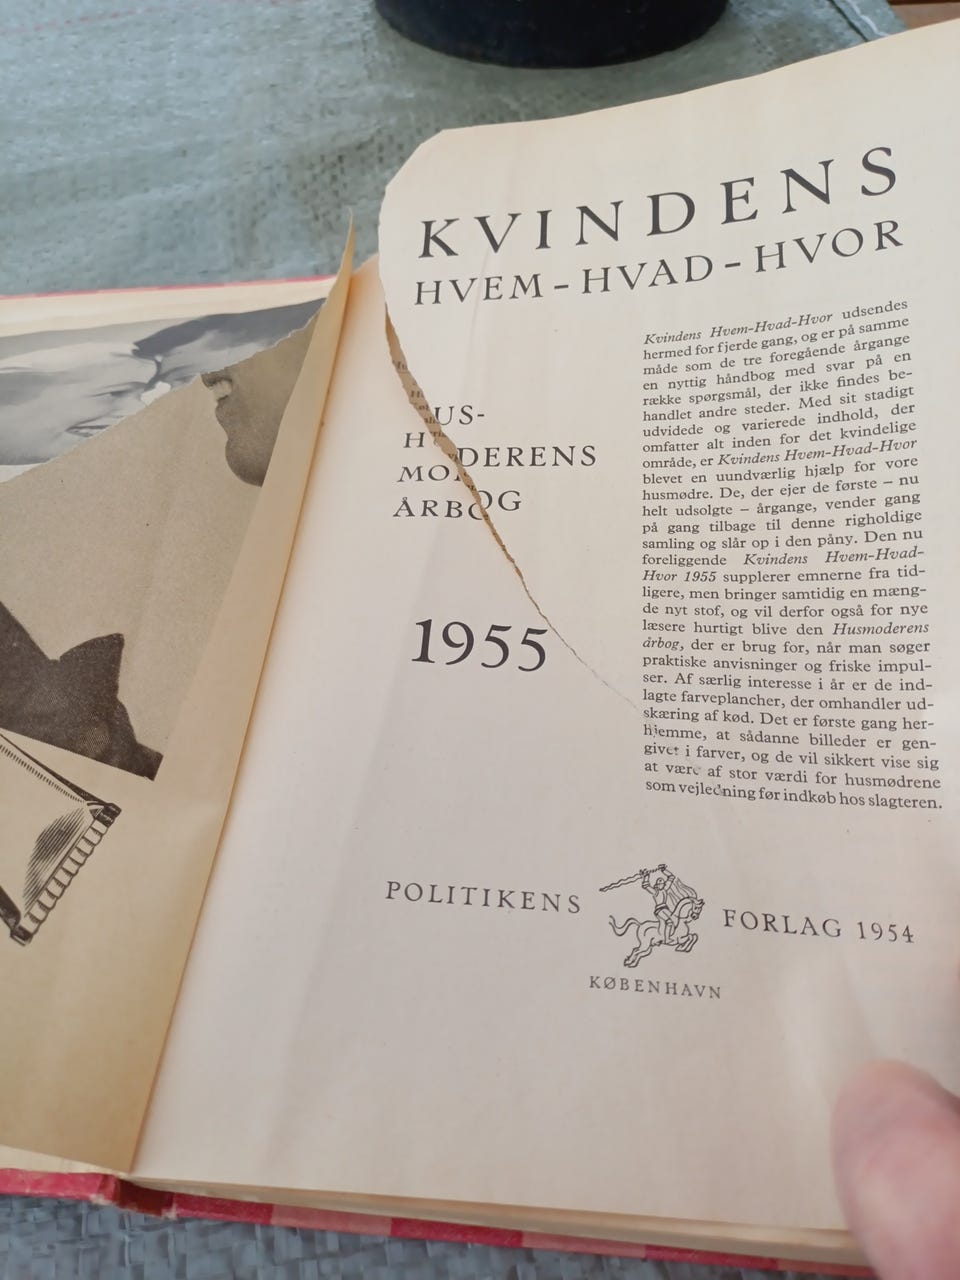 KVINDENS
HVEM–HVAD–HVOR
HUS-
MODERENS
ÅRBOG
1955
Kvindens Hvem-Hvad-Hvor udsendes
hermed for fjerde gang, og er på samme
måde som de tre foregående årgange
en nyttig håndbog med svar på en
række spørgsmål, der ikke findes be-
handlet andre steder. Med sit stadigt
udvidede og varierede indhold, der
omfatter alt inden for det kvindelige
område, er Kvindens Hvem-Hvad-Hvor
blevet en uundværlig hjælp for vore
husmødre. De, der ejer de første – nu
helt udsolgte – årgange, vender gang
på gang tilbage til denne righoldige
samling og slår op i den påny. Den nu
foreliggende Kvindens Hvem-Hvad-
Hvor 1955 supplerer emnerne fra tid-
ligere, men bringer samtidig en mæng-
de nyt stof, og vil derfor også for nye
læsere hurtigt blive den Husmoderens
årbog, der er brug for, når man søger
praktiske anvisninger og friske impul-
ser. Af særlig interesse i år er de ind-
lagte farveplancher, der omhandler ud-
skæring af kød. Det er første gang her-
hjemme, at sådanne billeder er gen-
givet i farver, og de vil sikkert vise sig
at være af stor værdi for husmødrene
som vejledning før indkøb hos slagteren.
POLITIKENS FORLAG 1954
KØBENHAVN